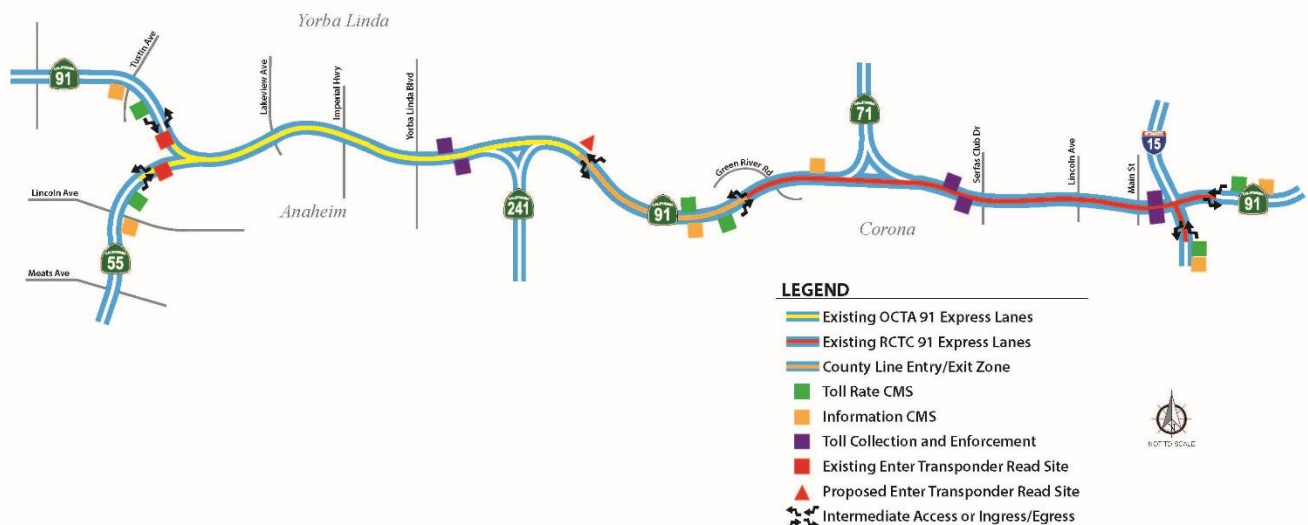 Yorba Linda
Tustin Ave
91
Lakeview Ave
Imperial Hwy
Yorba Linda Blvd
71
Green River Rd
Serfas Club Dr
Lincoln Ave
Main St
15
Lincoln Ave
Anaheim
241
91
Corona
91
55
Meats Ave
LEGEND
Existing OCTA 91 Express Lanes
Existing RCTC 91 Express Lanes
County Line Entry/Exit Zone
Toll Rate CMS
Information CMS
Toll Collection and Enforcement
Existing Enter Transponder Read Site
Proposed Enter Transponder Read Site
Intermediate Access or Ingress/Egress
NOT TO SCALE